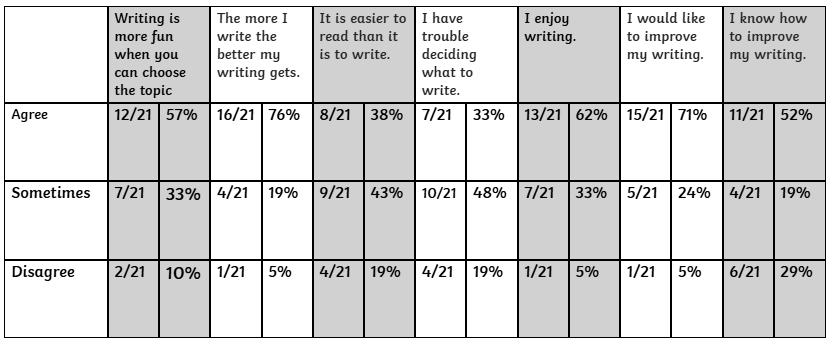 Writing is
more fun
when you
can choose
the topic
The more I
write the
better my
writing gets.
It is easier to
read than it
is to write.
I have
trouble
deciding
what to
write.
I enjoy
writing.
I would like
to improve
my writing.
I know how
to improve
my writing.
Agree 12/21 57% 16/21 76% 8/21 38% 7/21 33% 13/21 62% 15/21 71% 11/21 52%
Sometimes 7/21 33% 4/21 19% 9/21 43% 10/21 48% 7/21 33% 5/21 24% 4/21 19%
Disagree 2/21 10% 1/21 5% 4/21 19% 4/21 19% 1/21 5% 1/21 5% 6/21 29%